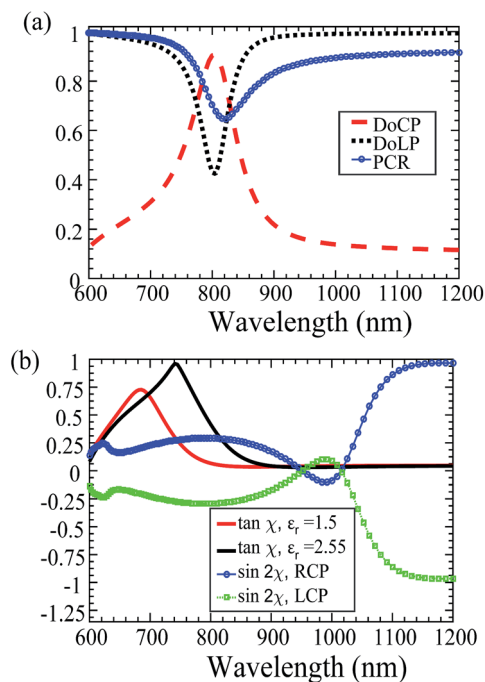 (a)
1
0.8
0.6
0.4
0.2
0
DoCP
DoLP
PCR
600 700 800 900 1000 1100 1200
Wavelength (nm)
(b)
1
0.75
0.5
0.25
0
-0.25
-0.5
-0.75
-1
-1.25
tan χ, εr =1.5
tan χ, εr =2.55
sin 2χ, RCP
sin 2χ, LCP
600 700 800 900 1000 1100 1200
Wavelength (nm)